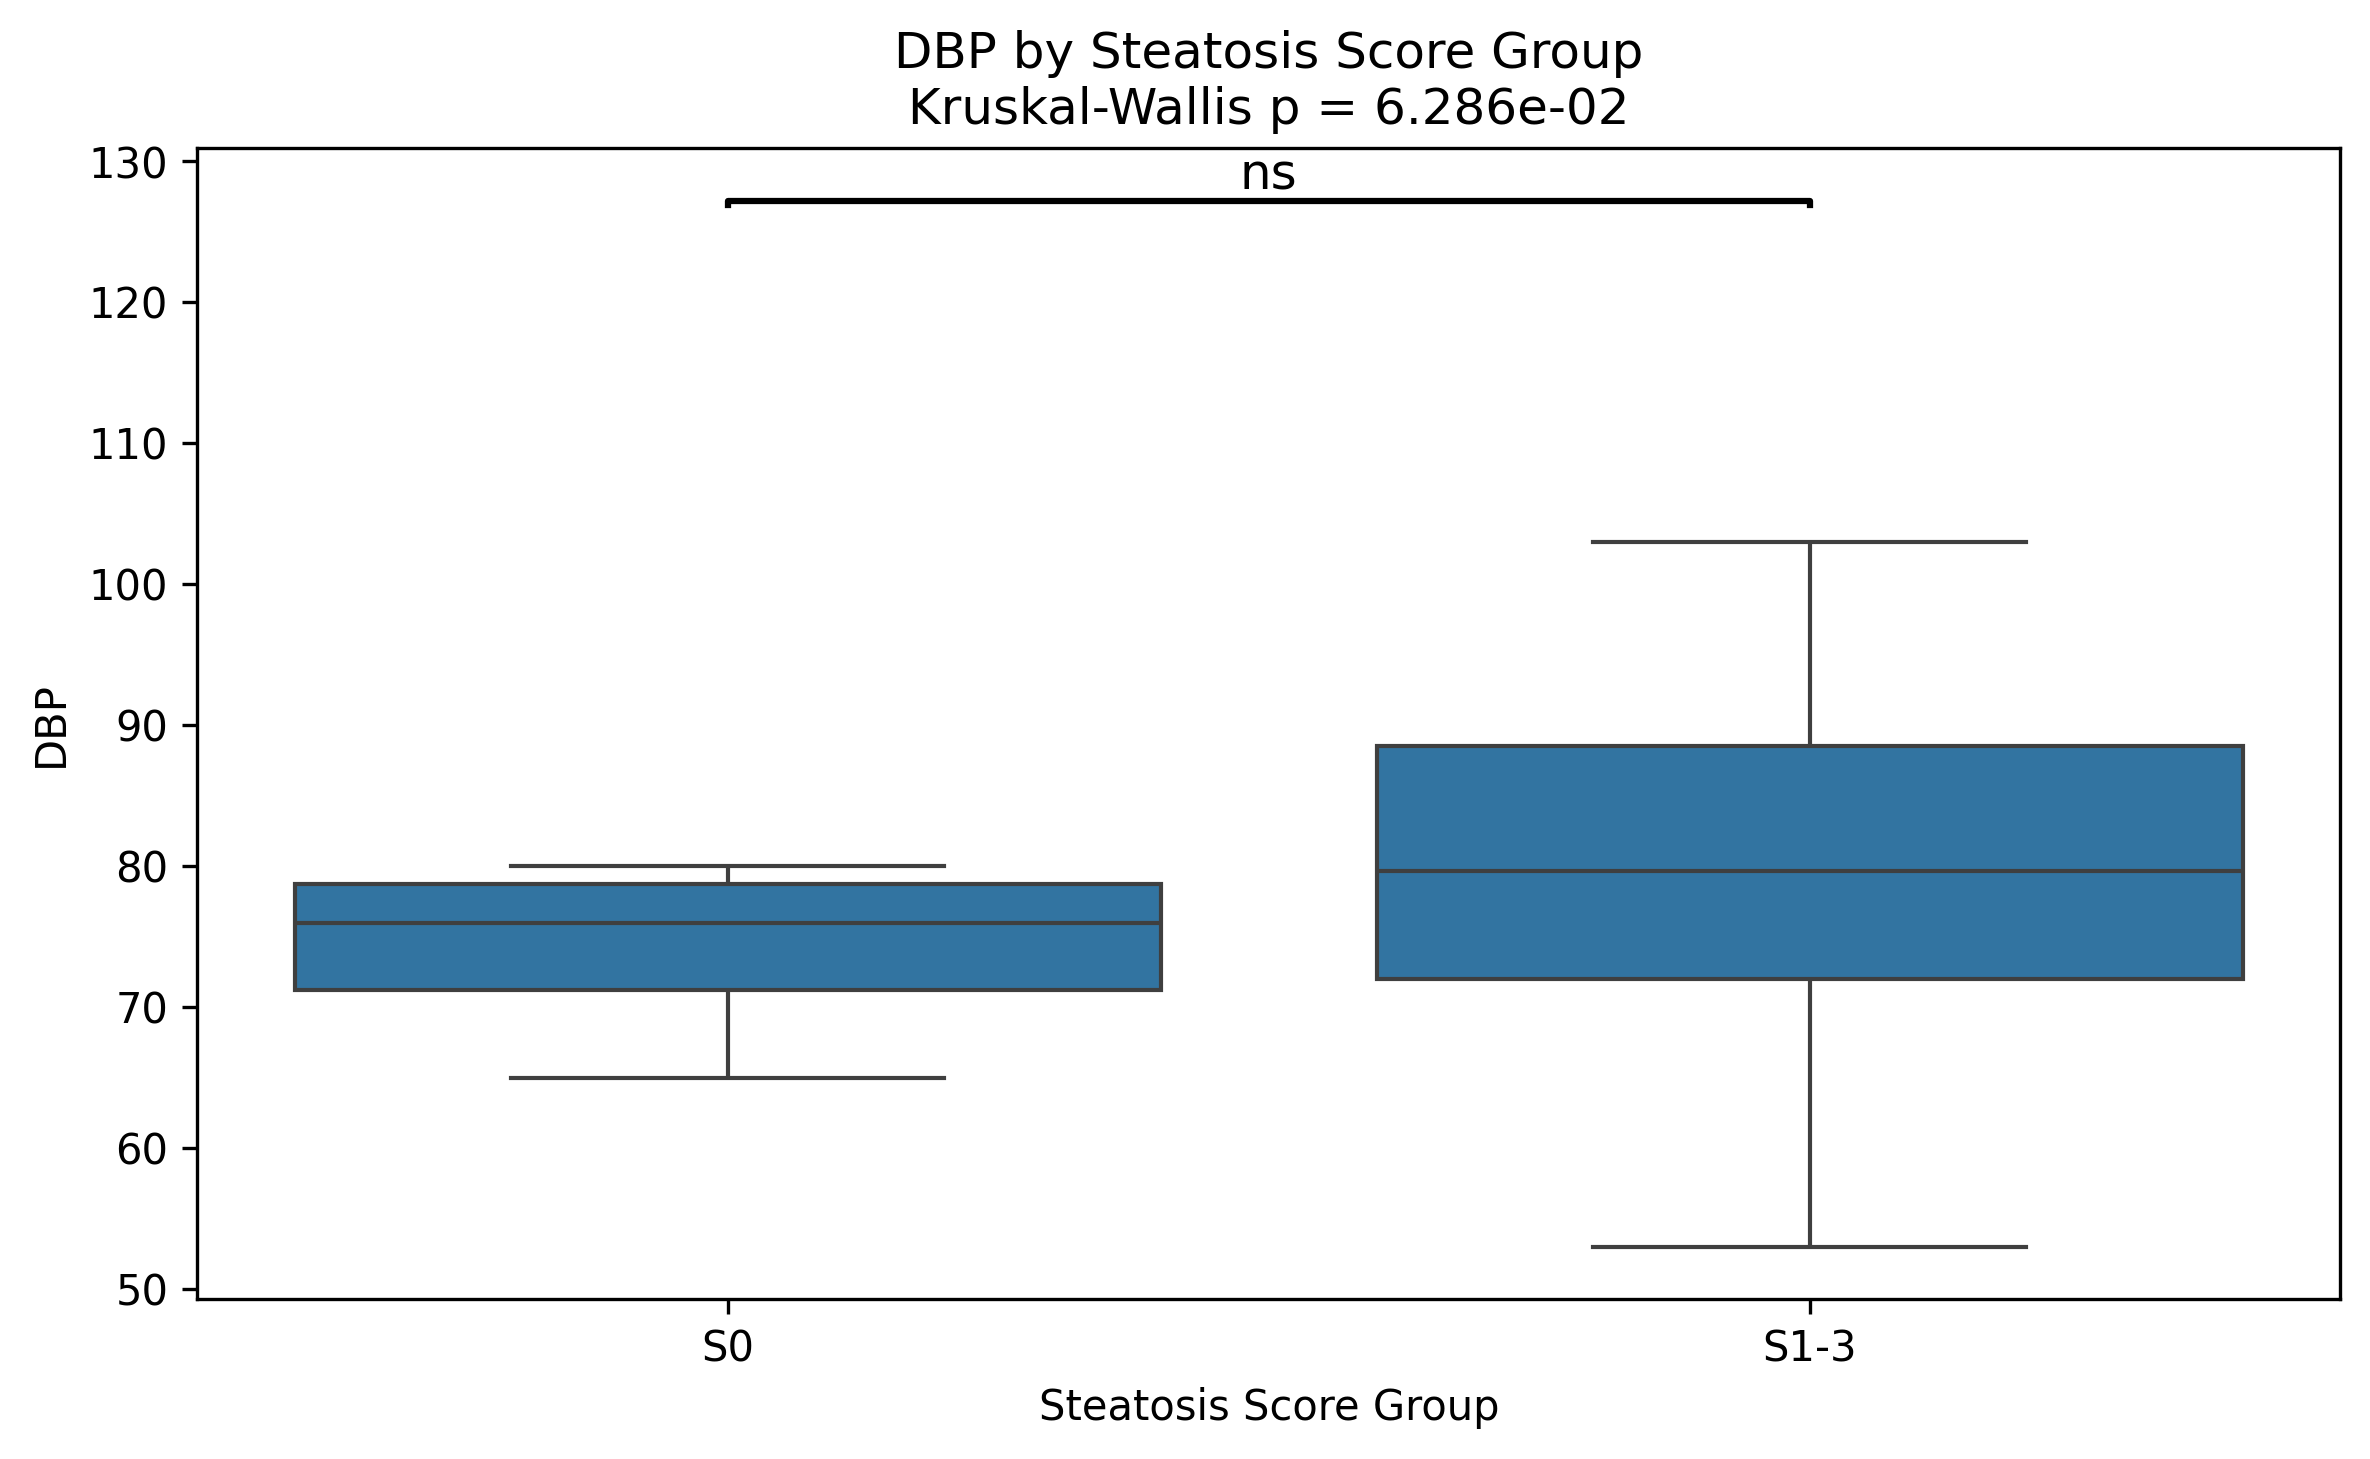 DBP by Steatosis Score Group
Kruskal-Wallis p = 6.286e-02
ns
130
120
110
100
90
80
70
60
50
DBP
S0
S1-3
Steatosis Score Group